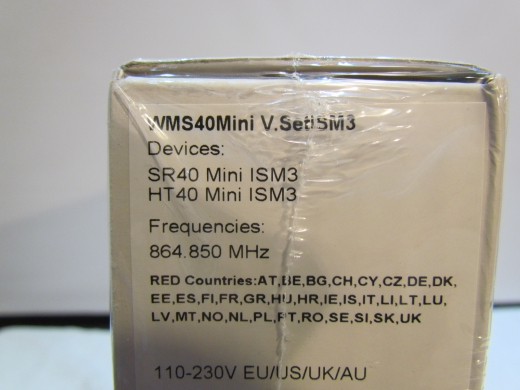 WMS40Mini V.Set ISM3
Devices:
SR40 Mini ISM3
HT40 Mini ISM3
Frequencies:
864.850 MHz
RED Countries:AT,BE,BG,CH,CY,CZ,DE,DK,
EE,ES,FI,FR,GR,HU,HR,IE,IS,IT,LI,LT,LU,
LV,MT,NO,NL,PL,PT,RO,SE,SI,SK,UK
110-230V EU/US/UK/AU